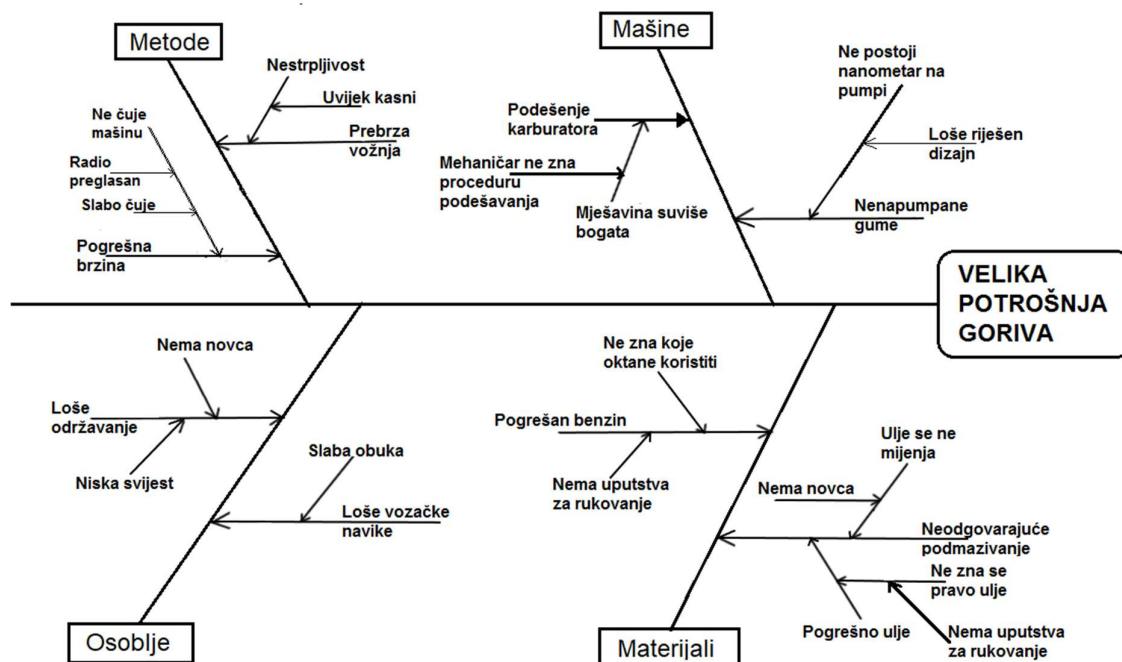 Metode
Mašine
Nestrpljivost
Uvijek kasni
Ne čuje
mašinu
Prebrza
vožnja
Radio
preglasan
Slabo čuje
Pogrešna
brzina
Ne postoji
nanometar na
pumpi
Podešenje
karburatora
Loše riješen
dizajn
Mehaničar ne zna
proceduru
podešavanja
Mješavina suviše
bogata
Nenapumpane
gume
VELIKA
POTROŠNJA
GORIVA
Nema novca
Loše
održavanje
Niska svijest
Slaba obuka
Loše vozačke
navike
Osoblje
Ne zna koje
oktane koristiti
Pogrešan benzin
Nema uputstva
za rukovanje
Ulje se ne
mijenja
Nema novca
Neodgovarajuće
podmazivanje
Ne zna se
pravo ulje
Pogrešno ulje
Nema uputstva
za rukovanje
Materijali